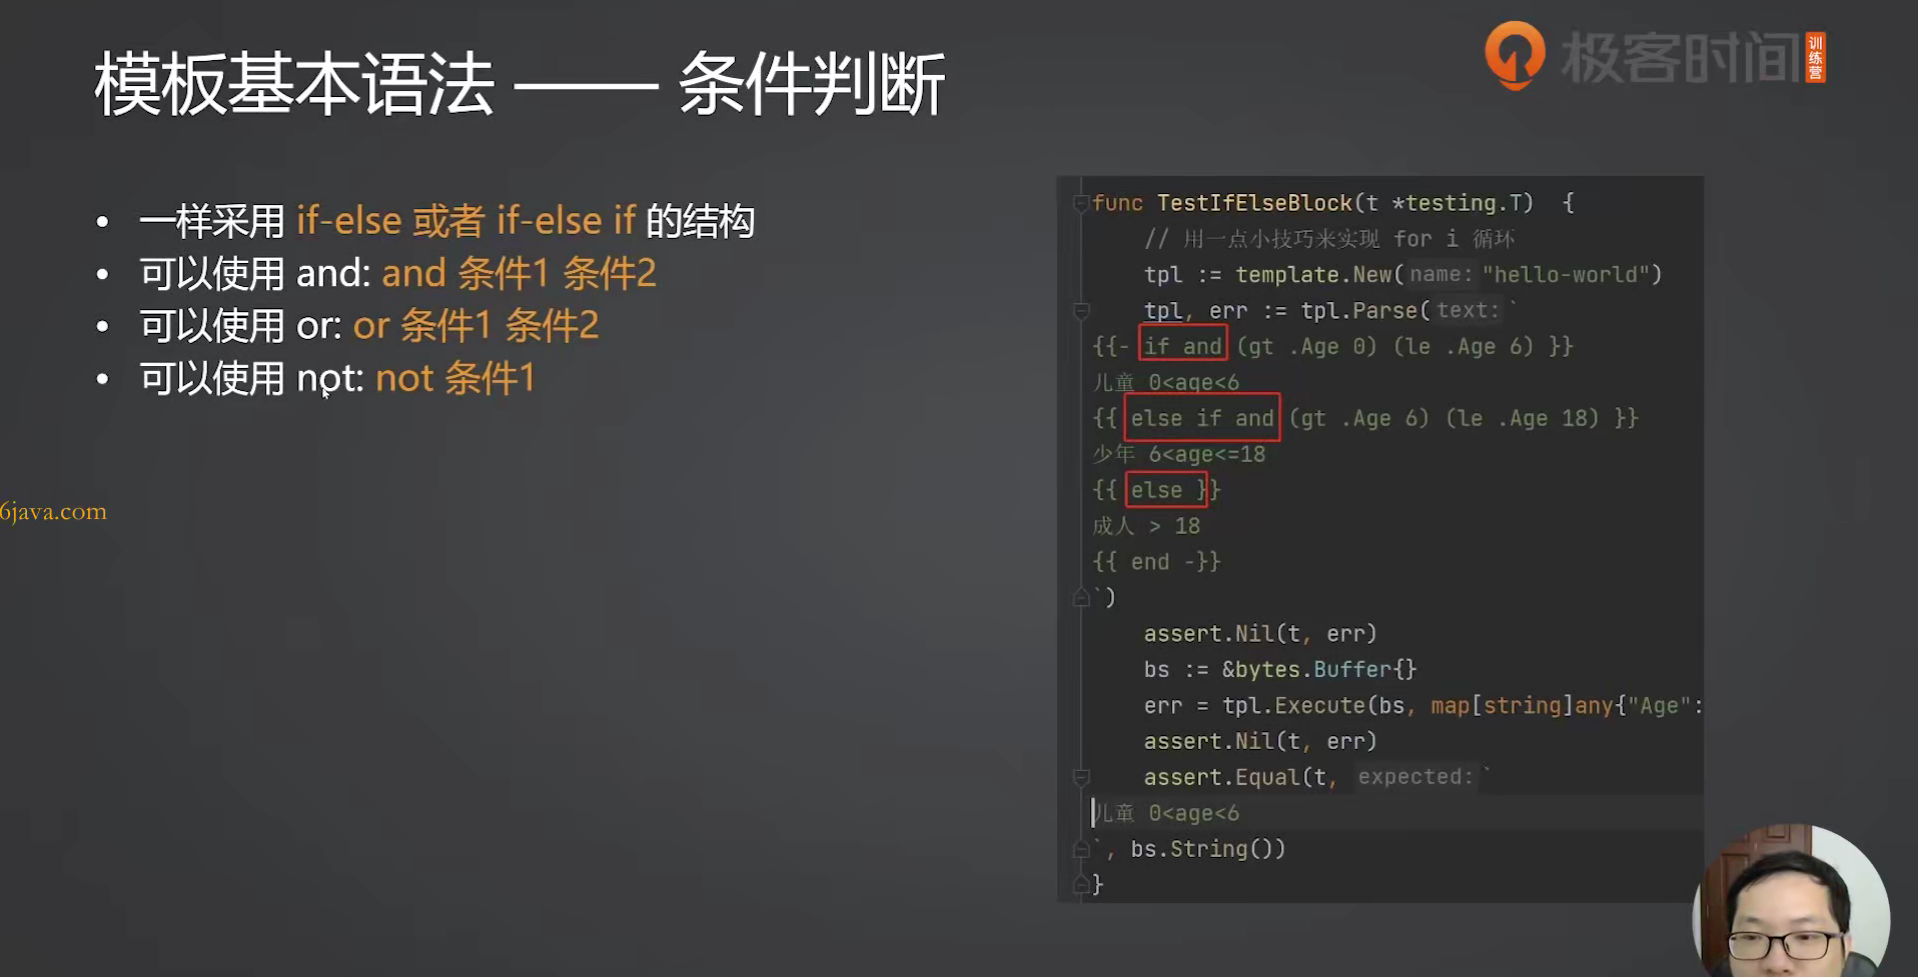 模板基本语法 —— 条件判断
极客时间 训练营
• 一样采用 if-else 或者 if-else if 的结构
• 可以使用 and: and 条件1 条件2
• 可以使用 or: or 条件1 条件2
• 可以使用 not: not 条件1
6java.com
func TestIfElseBlock(t *testing.T) {
// 用一点小技巧来实现 for i 循环
tpl := template.New( name: "hello-world")
tpl, err := tpl.Parse( text: `
{{- if and (gt .Age 0) (le .Age 6) }}
儿童 0<age<6
{{ else if and (gt .Age 6) (le .Age 18) }}
少年 6<age<=18
{{ else }}
成人 > 18
{{ end -}}
`)
assert.Nil(t, err)
bs := &bytes.Buffer{}
err = tpl.Execute(bs, map[string]any{"Age":
assert.Nil(t, err)
assert.Equal(t, expected: `
儿童 0<age<6
`, bs.String())
}